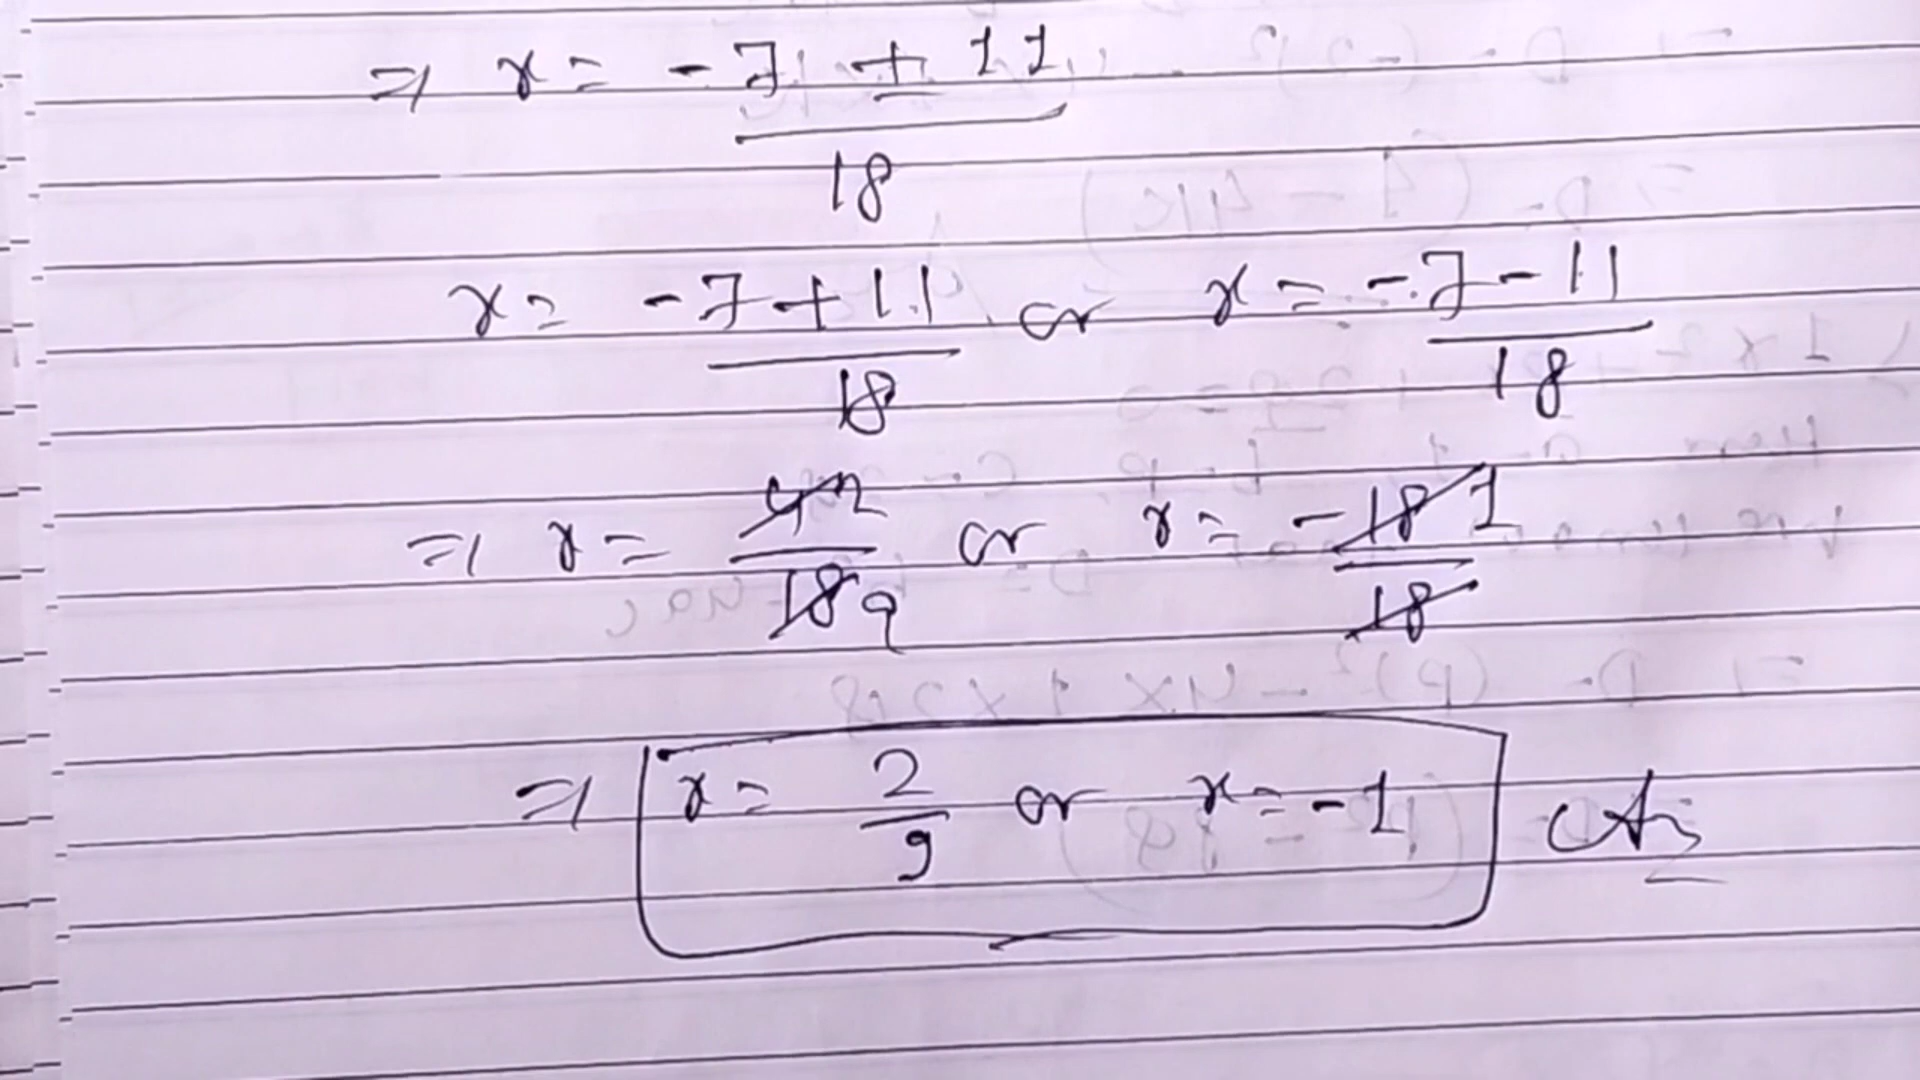 ⇒ x = -7 ± 11 / 18
x = -7 + 11 / 18 or x = -7 - 11 / 18
⇒ x = 4 2 / 18 9 or x = -18 1 / 18
⇒ x = 2/9 or x = -1 Ans